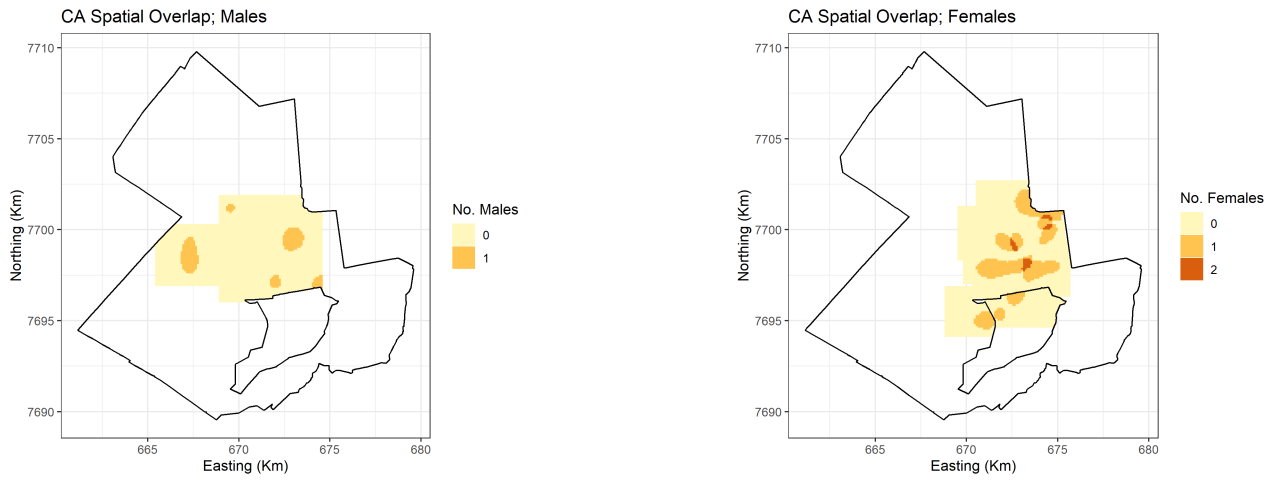 CA Spatial Overlap; Males
7710
7705
7700
7695
7690
Northing (Km)
665 670 675 680
Easting (Km)
No. Males
0
1
CA Spatial Overlap; Females
7710
7705
7700
7695
7690
Northing (Km)
665 670 675 680
Easting (Km)
No. Females
0
1
2